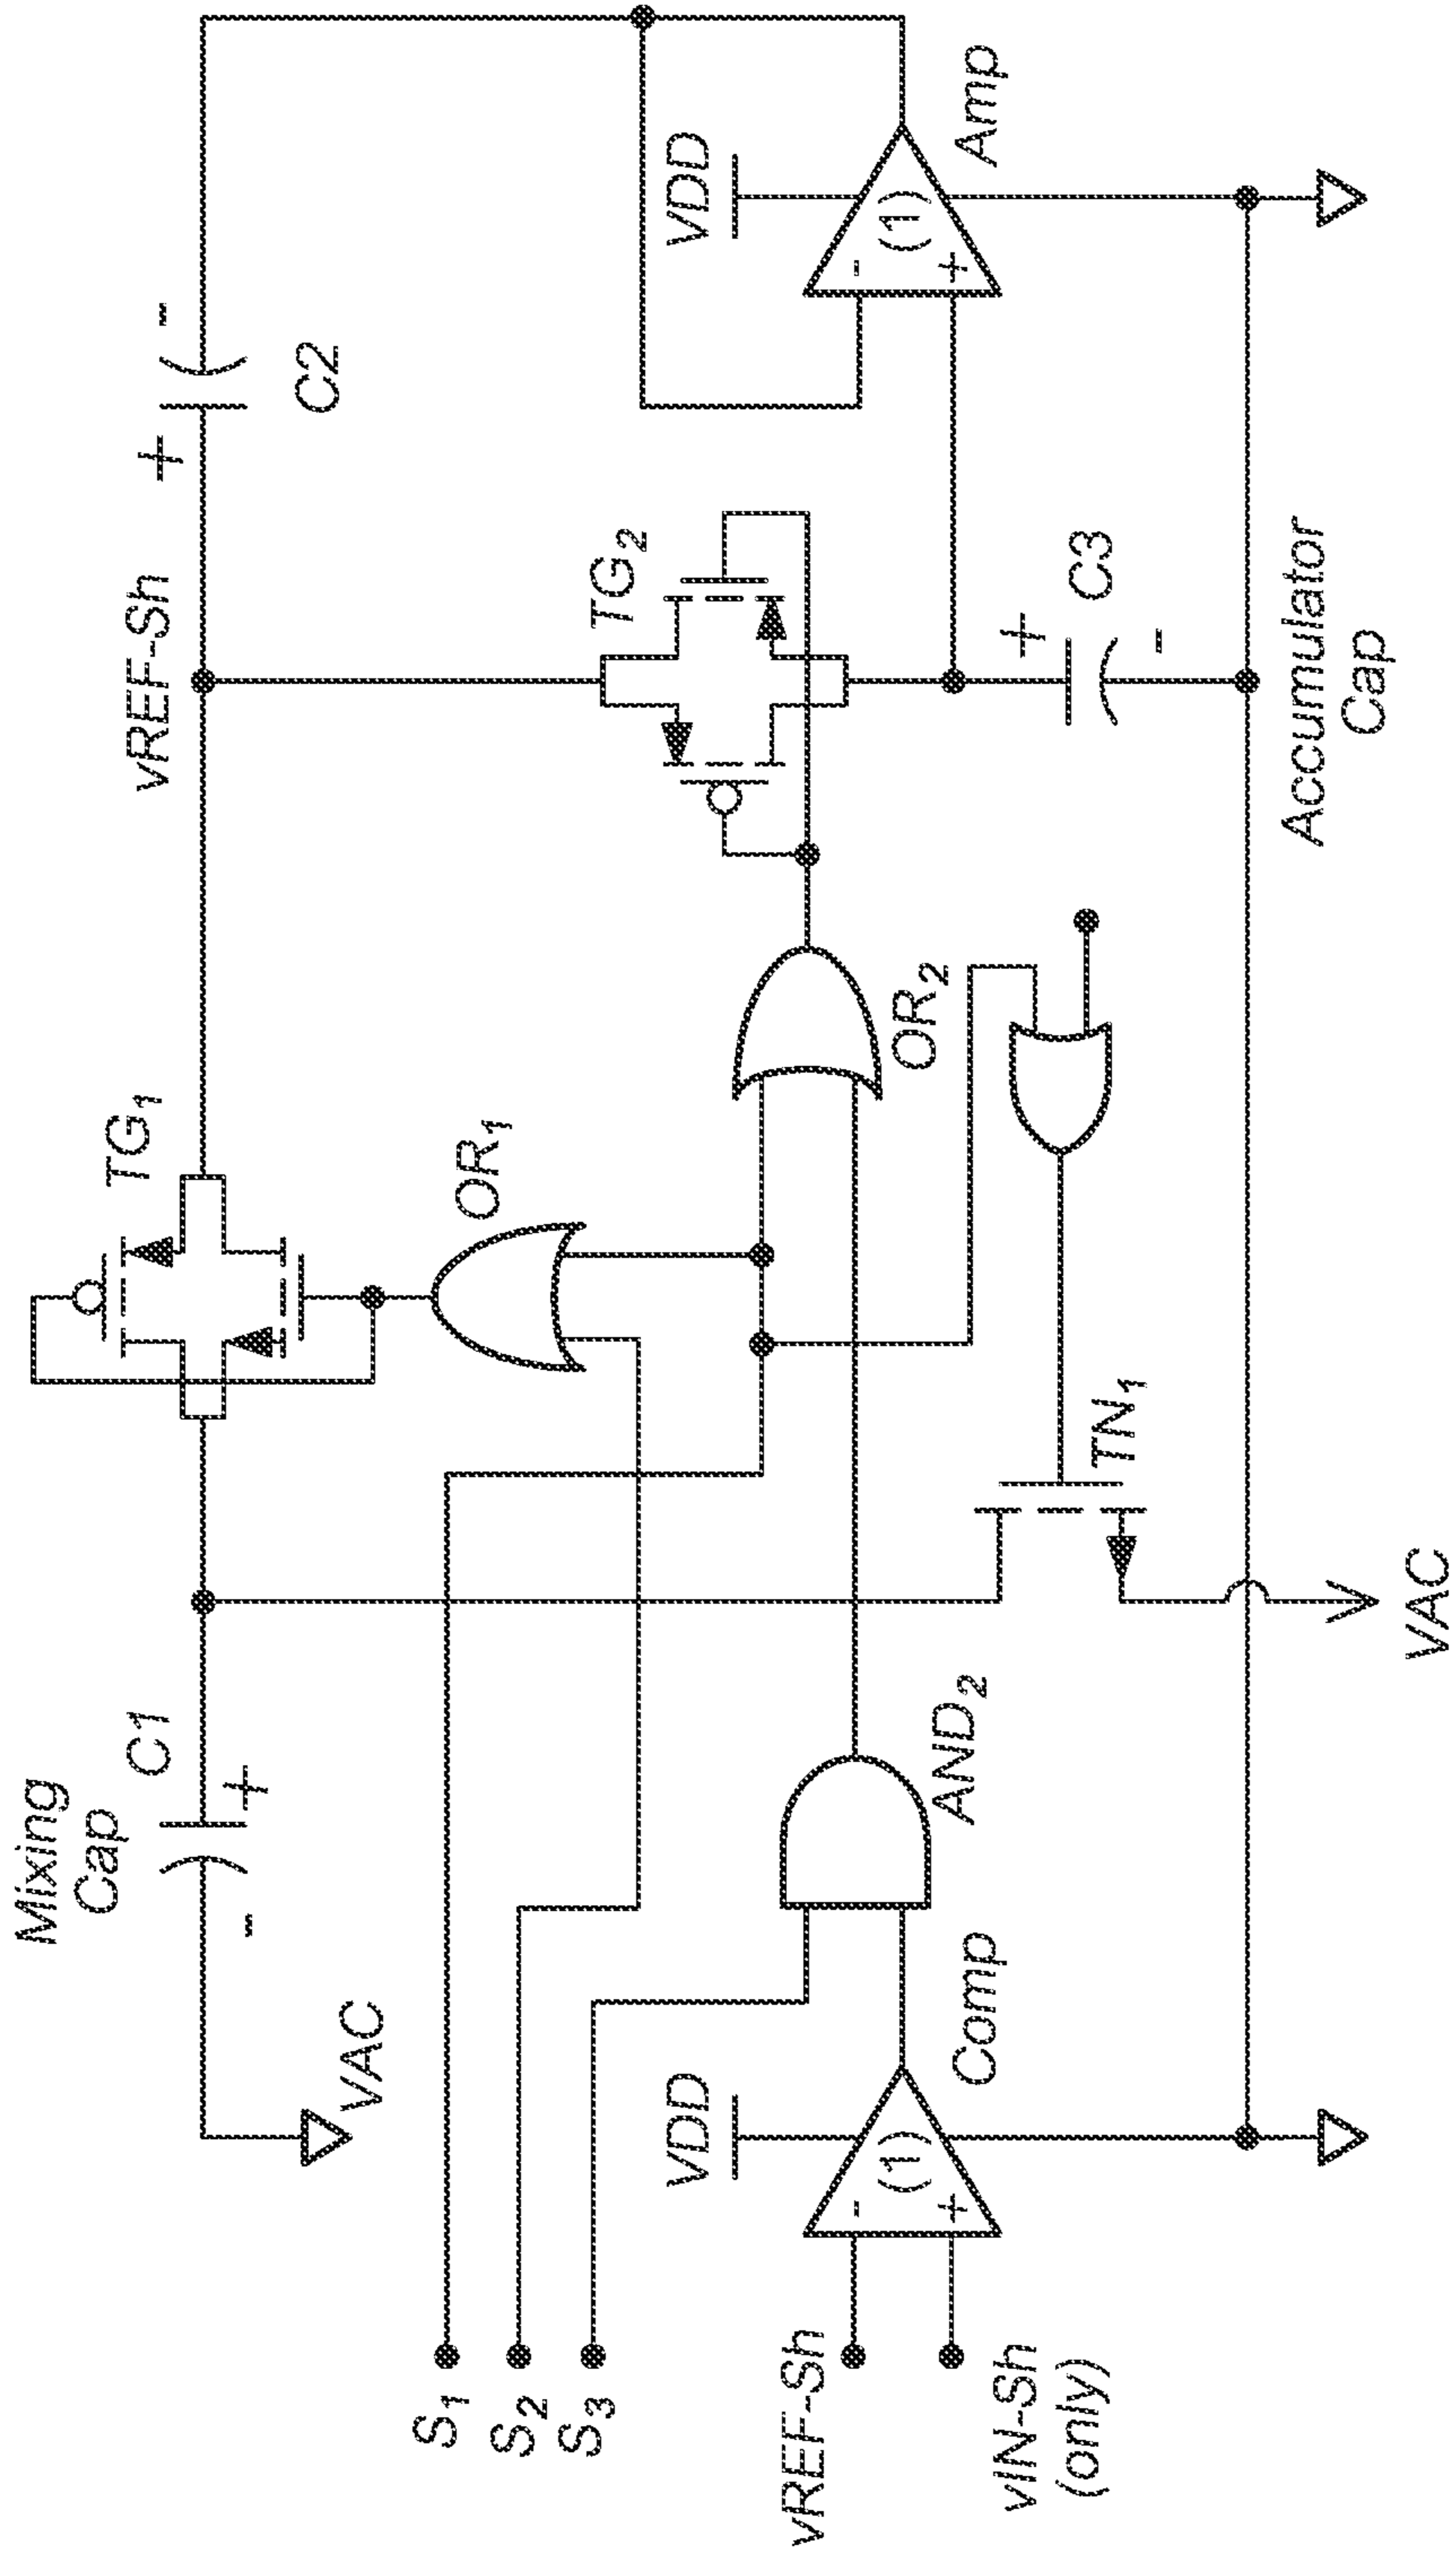 Mixing
Cap
C1
+
-
VAC
TG1
OR1
vREF-Sh
+
-
C2
S1
S2
S3
TG2
OR2
VDD
-
+
(1)
Amp
VDD
-
+
(1)
Comp
vREF-Sh
vIN-Sh
(only)
AND2
TN1
VAC
+
-
C3
Accumulator
Cap